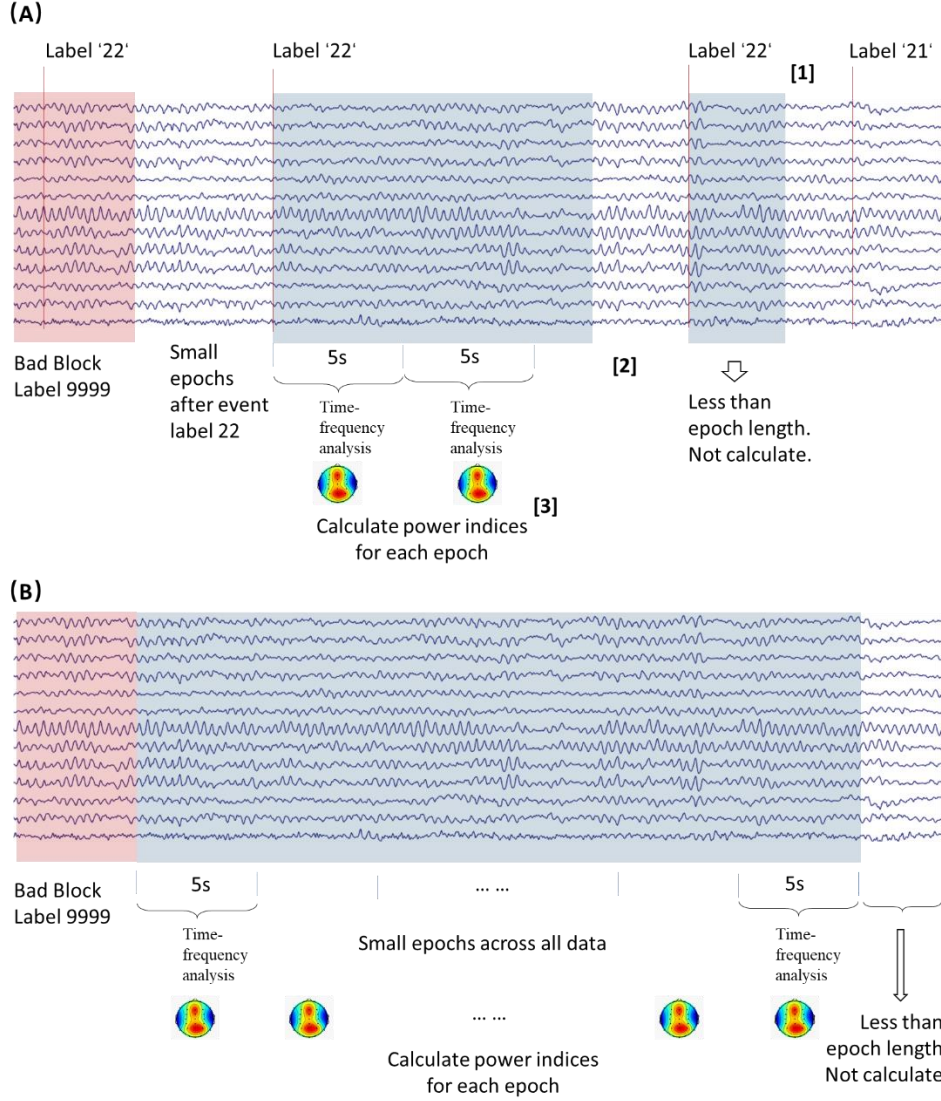 (A)
Label ‘22‘
Label ‘22‘
Label ‘22‘
Label ‘21‘
[1]
Bad Block
Label 9999
Small
epochs
after event
label 22
5s
5s
[2]
Time-
frequency
analysis
Time-
frequency
analysis
Less than
epoch length.
Not calculate.
[3]
Calculate power indices
for each epoch
(B)
Bad Block
Label 9999
5s
... ...
5s
Time-
frequency
analysis
Small epochs across all data
Time-
frequency
analysis
... ...
Less than
epoch length.
Not calculate.
Calculate power indices
for each epoch